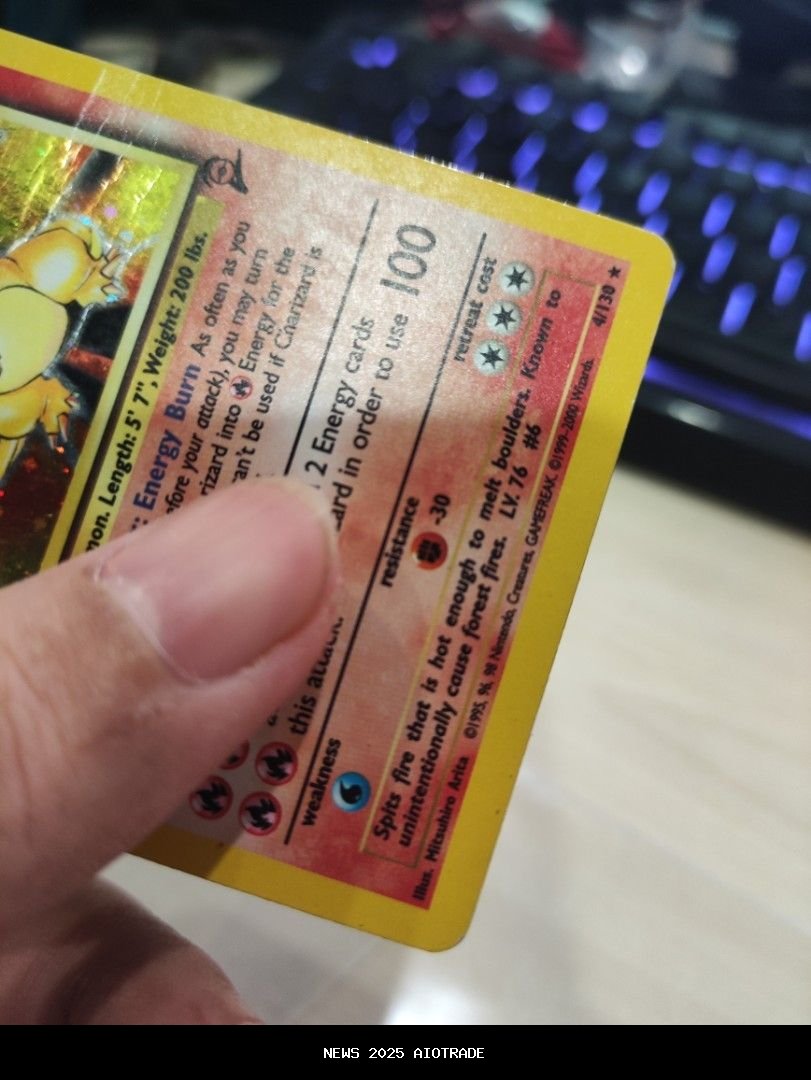 mon. Length: 5' 7", Weight: 200 lbs.
: Energy Burn As often as you
efore your attack), you may turn
rizard into Energy for the
an't be used if Charizard is
2 Energy cards
ard in order to use 100
this attack.
weakness
resistance
-30
retreat cost
Spits fire that is hot enough to melt boulders. Known to
unintentionally cause forest fires. LV. 76 #6
Illus. Mitsuhiro Arita ©1995, 96, 98 Nintendo, Creatures, GAMEFREAK. ©1999-2000 Wizards. 4/130 ★
NEWS 2025 AIOTRADE